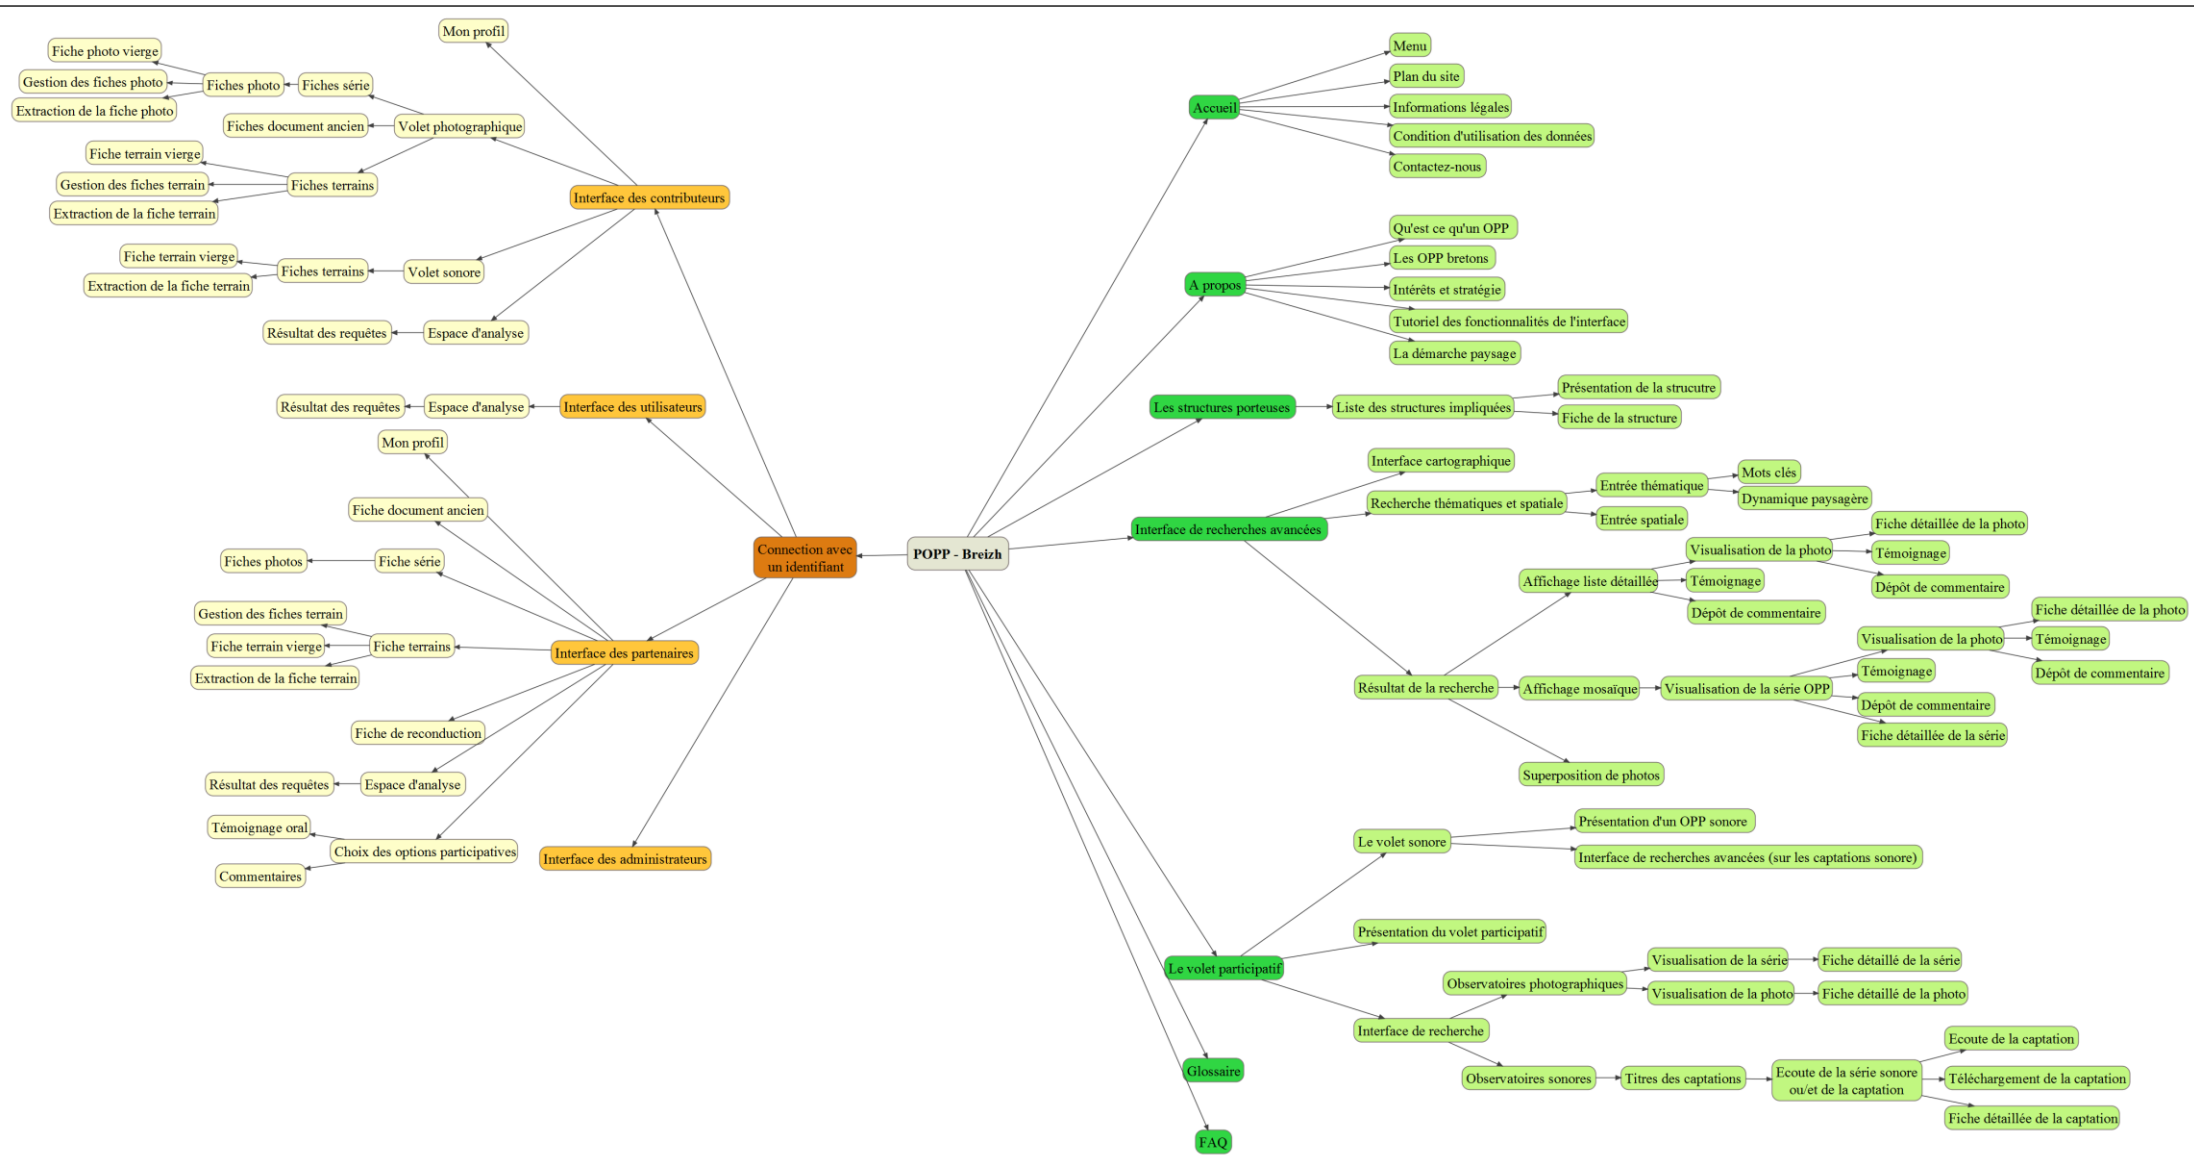 Mon profil
Fiche photo vierge
Gestion des fiches photo
Extraction de la fiche photo
Fiches photo
Fiches série
Fiches document ancien
Volet photographique
Fiche terrain vierge
Gestion des fiches terrain
Extraction de la fiche terrain
Fiches terrains
Interface des contributeurs
Fiche terrain vierge
Extraction de la fiche terrain
Fiches terrains
Volet sonore
Résultat des requêtes
Espace d'analyse
Résultat des requêtes
Espace d'analyse
Interface des utilisateurs
Mon profil
Fiche document ancien
Fiches photos
Fiche série
Gestion des fiches terrain
Fiche terrain vierge
Extraction de la fiche terrain
Fiche terrains
Interface des partenaires
Fiche de reconduction
Résultat des requêtes
Espace d'analyse
Témoignage oral
Choix des options participatives
Commentaires
Interface des administrateurs
Connection avec
un identifiant
POPP - Breizh
Accueil
Menu
Plan du site
Informations légales
Condition d'utilisation des données
Contactez-nous
A propos
Qu'est ce qu'un OPP
Les OPP bretons
Intérêts et stratégie
Tutoriel des fonctionnalités de l'interface
La démarche paysage
Les structures porteuses
Liste des structures impliquées
Présentation de la strucutre
Fiche de la structure
Interface de recherches avancées
Interface cartographique
Recherche thématiques et spatiale
Entrée thématique
Mots clés
Dynamique paysagère
Entrée spatiale
Résultat de la recherche
Affichage liste détaillée
Visualisation de la photo
Fiche détaillée de la photo
Témoignage
Dépôt de commentaire
Témoignage
Dépôt de commentaire
Affichage mosaïque
Visualisation de la série OPP
Visualisation de la photo
Fiche détaillée de la photo
Témoignage
Dépôt de commentaire
Témoignage
Dépôt de commentaire
Fiche détaillée de la série
Superposition de photos
Le volet participatif
Le volet sonore
Présentation d'un OPP sonore
Interface de recherches avancées (sur les captations sonore)
Présentation du volet participatif
Interface de recherche
Observatoires photographiques
Visualisation de la série
Fiche détaillé de la série
Visualisation de la photo
Fiche détaillé de la photo
Observatoires sonores
Titres des captations
Ecoute de la série sonore
ou/et de la captation
Ecoute de la captation
Téléchargement de la captation
Fiche détaillée de la captation
Glossaire
FAQ